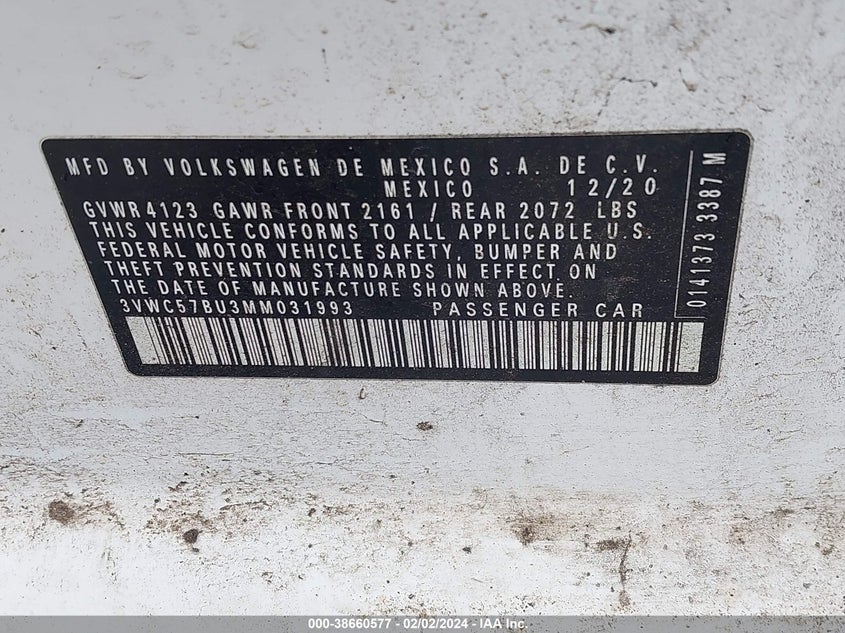 MFD BY VOLKSWAGEN DE MEXICO S.A. DE C.V.
MEXICO 12/20
GVWR 4123 GAWR FRONT 2161 / REAR 2072 LBS
THIS VEHICLE CONFORMS TO ALL APPLICABLE U.S.
FEDERAL MOTOR VEHICLE SAFETY, BUMPER AND
THEFT PREVENTION STANDARDS IN EFFECT ON
THE DATE OF MANUFACTURE SHOWN ABOVE.
3VWC57BU3MM031993 PASSENGER CAR
0141373 3387 M
000-38660577 - 02/02/2024 - IAA Inc.